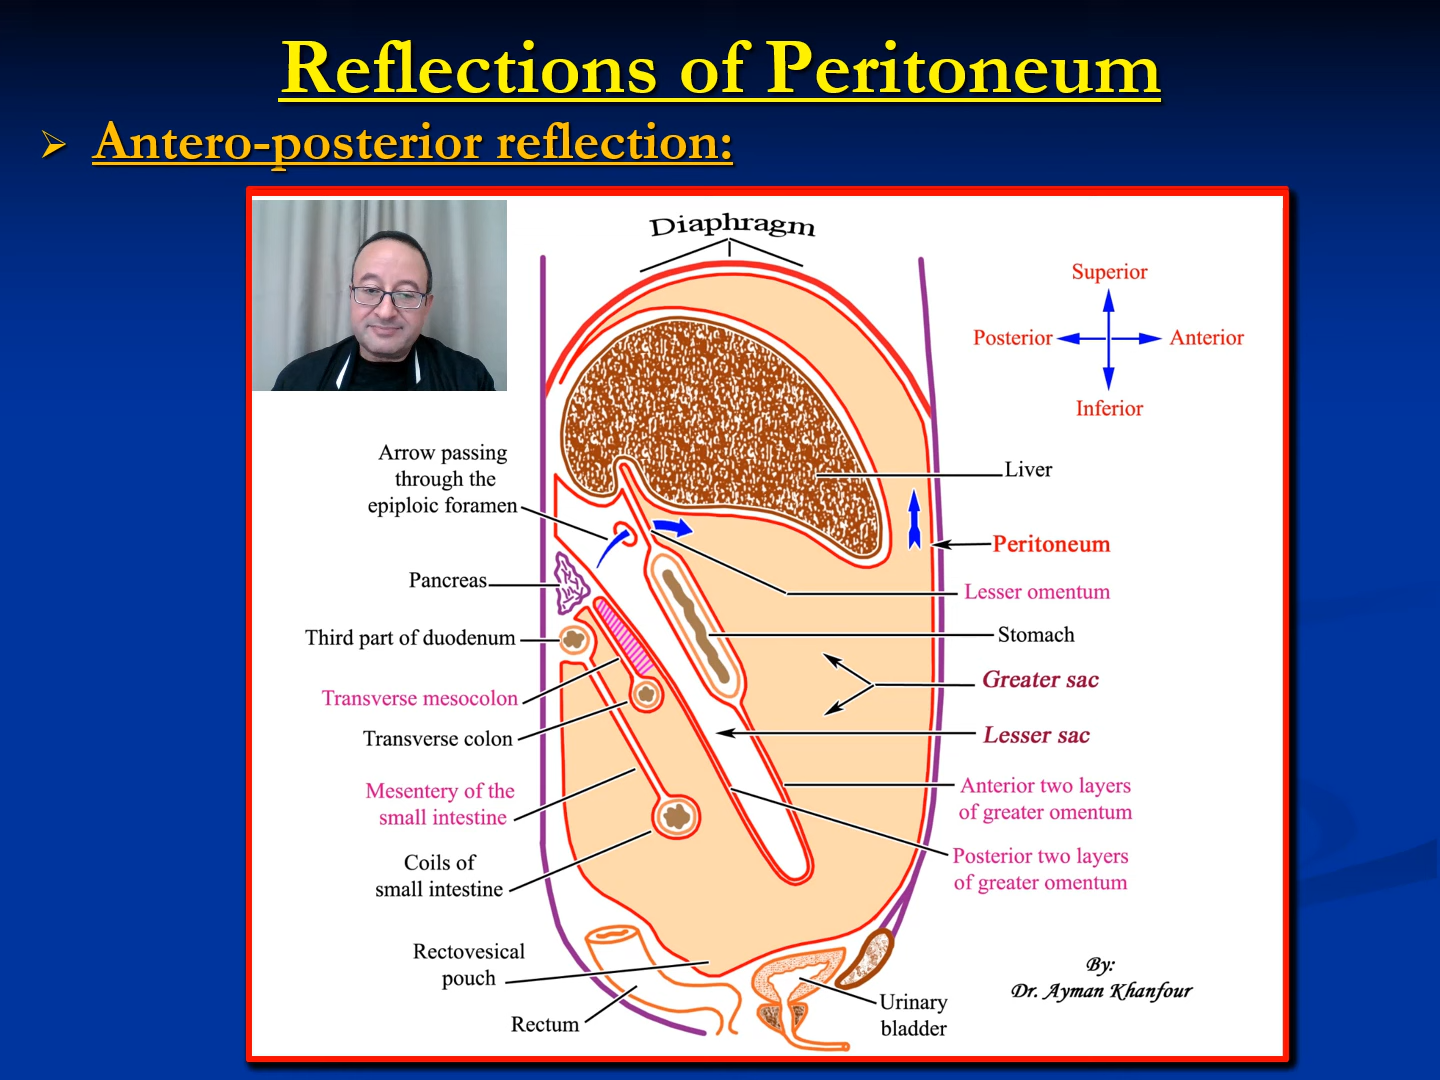 Reflections of Peritoneum
Antero-posterior reflection:
Diaphragm
Superior
Posterior
Anterior
Inferior
Arrow passing
through the
epiploic foramen
Liver
Peritoneum
Pancreas
Lesser omentum
Third part of duodenum
Stomach
Greater sac
Transverse mesocolon
Transverse colon
Lesser sac
Mesentery of the
small intestine
Anterior two layers
of greater omentum
Coils of
small intestine
Posterior two layers
of greater omentum
Rectovesical
pouch
By:
Dr. Ayman Khanfour
Rectum
Urinary
bladder